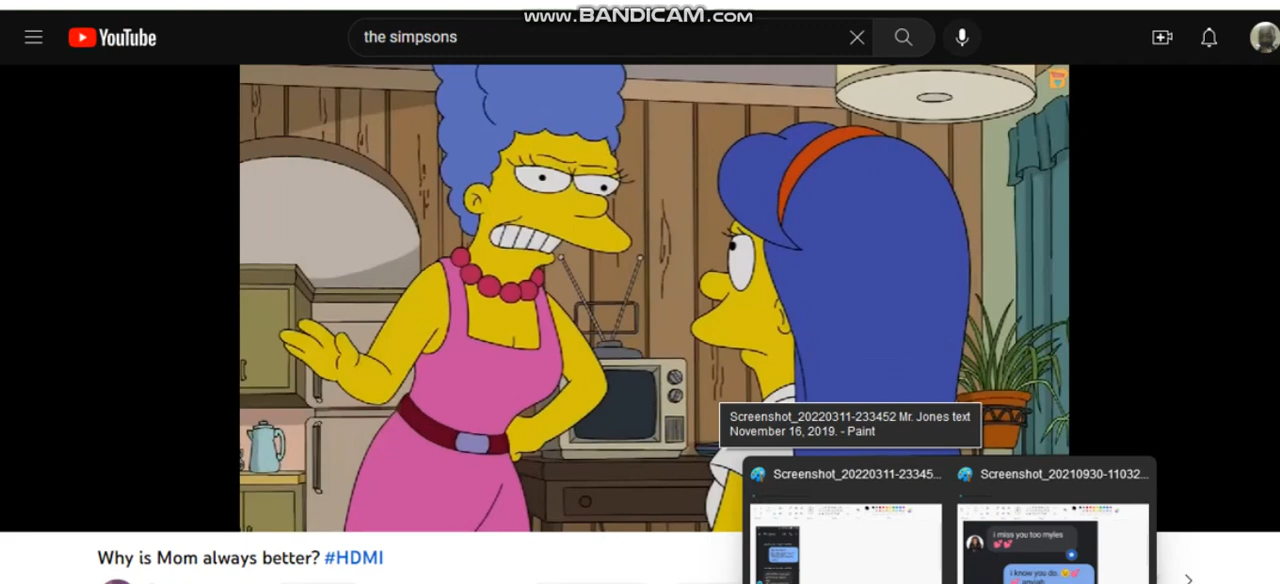 www.BANDICAM.com
YouTube
the simpsons
Screenshot_20220311-233452 Mr. Jones text
November 16, 2019. - Paint
Screenshot_20220311-23345...
Screenshot_20210930-11032...
i miss you too myles
i know you do.
Why is Mom always better? #HDMI